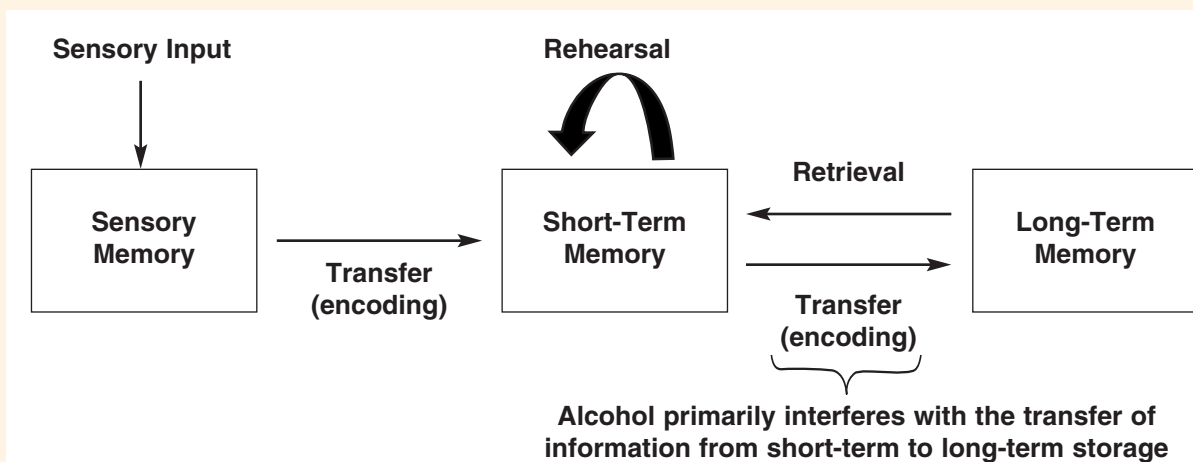 Sensory Input
Rehearsal
Sensory
Memory
Transfer
(encoding)
Short-Term
Memory
Retrieval
Transfer
(encoding)
Long-Term
Memory
Alcohol primarily interferes with the transfer of
information from short-term to long-term storage